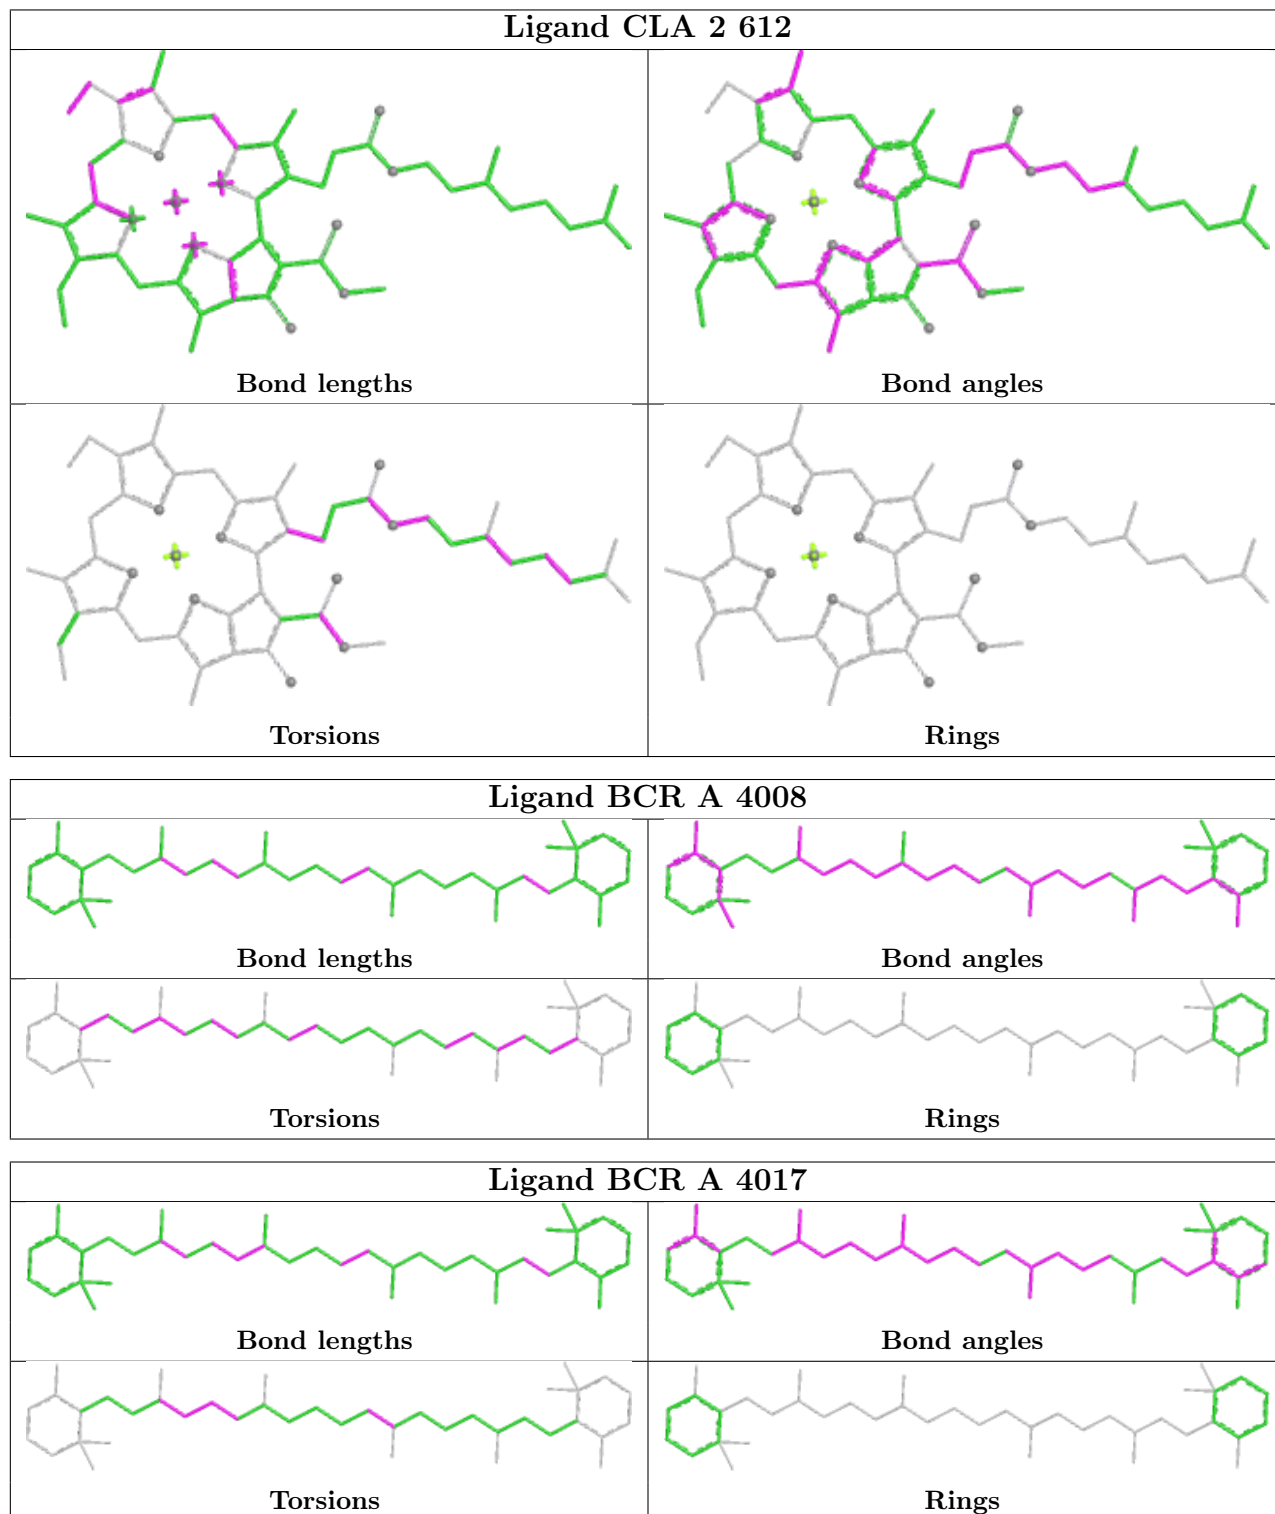 Ligand CLA 2 612
Bond lengths
Bond angles
Torsions
Rings
Ligand BCR A 4008
Bond lengths
Bond angles
Torsions
Rings
Ligand BCR A 4017
Bond lengths
Bond angles
Torsions
Rings